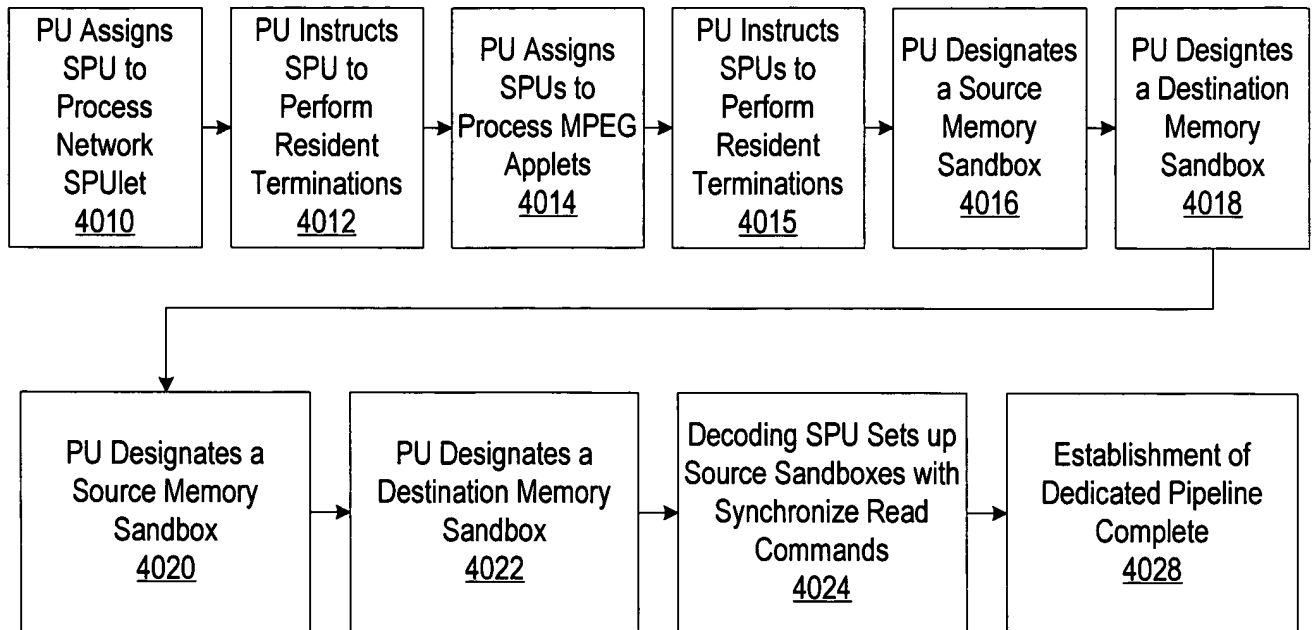 PU Assigns
SPU to
Process
Network
SPUlet
4010
PU Instructs
SPU to
Perform
Resident
Terminations
4012
PU Assigns
SPUs to
Process MPEG
Applets
4014
PU Instructs
SPUs to
Perform
Resident
Terminations
4015
PU Designates
a Source
Memory
Sandbox
4016
PU Designtes
a Destination
Memory
Sandbox
4018
PU Designates a
Source Memory
Sandbox
4020
PU Designates a
Destination Memory
Sandbox
4022
Decoding SPU Sets up
Source Sandboxes with
Synchronize Read
Commands
4024
Establishment of
Dedicated Pipeline
Complete
4028